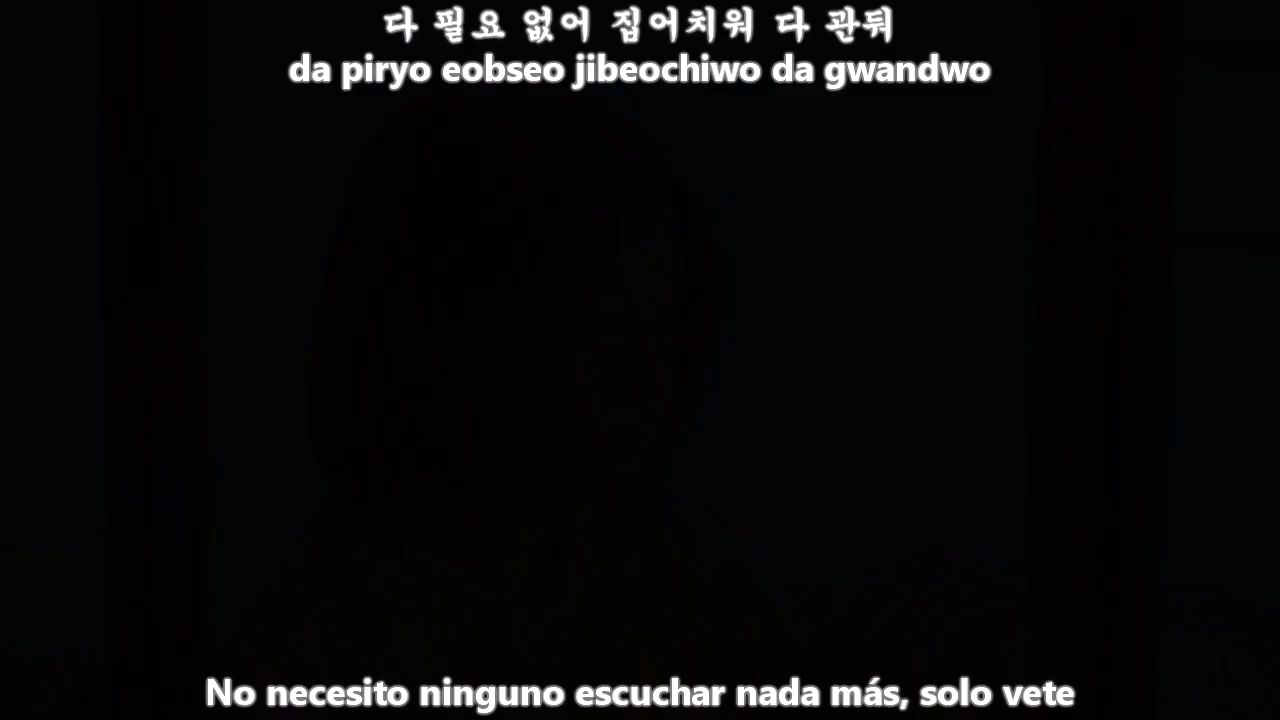 다 필요 없어 집어치워 다 관둬
da piryo eobseo jibeochiwo da gwandwo
No necesito ninguno escuchar nada más, solo vete